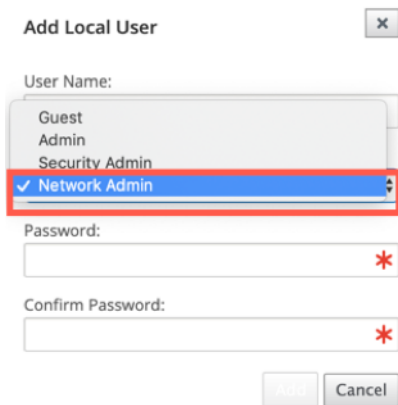 Add Local User
User Name:
Guest
Admin
Security Admin
✓ Network Admin
Password:
*
Confirm Password:
*
Add
Cancel